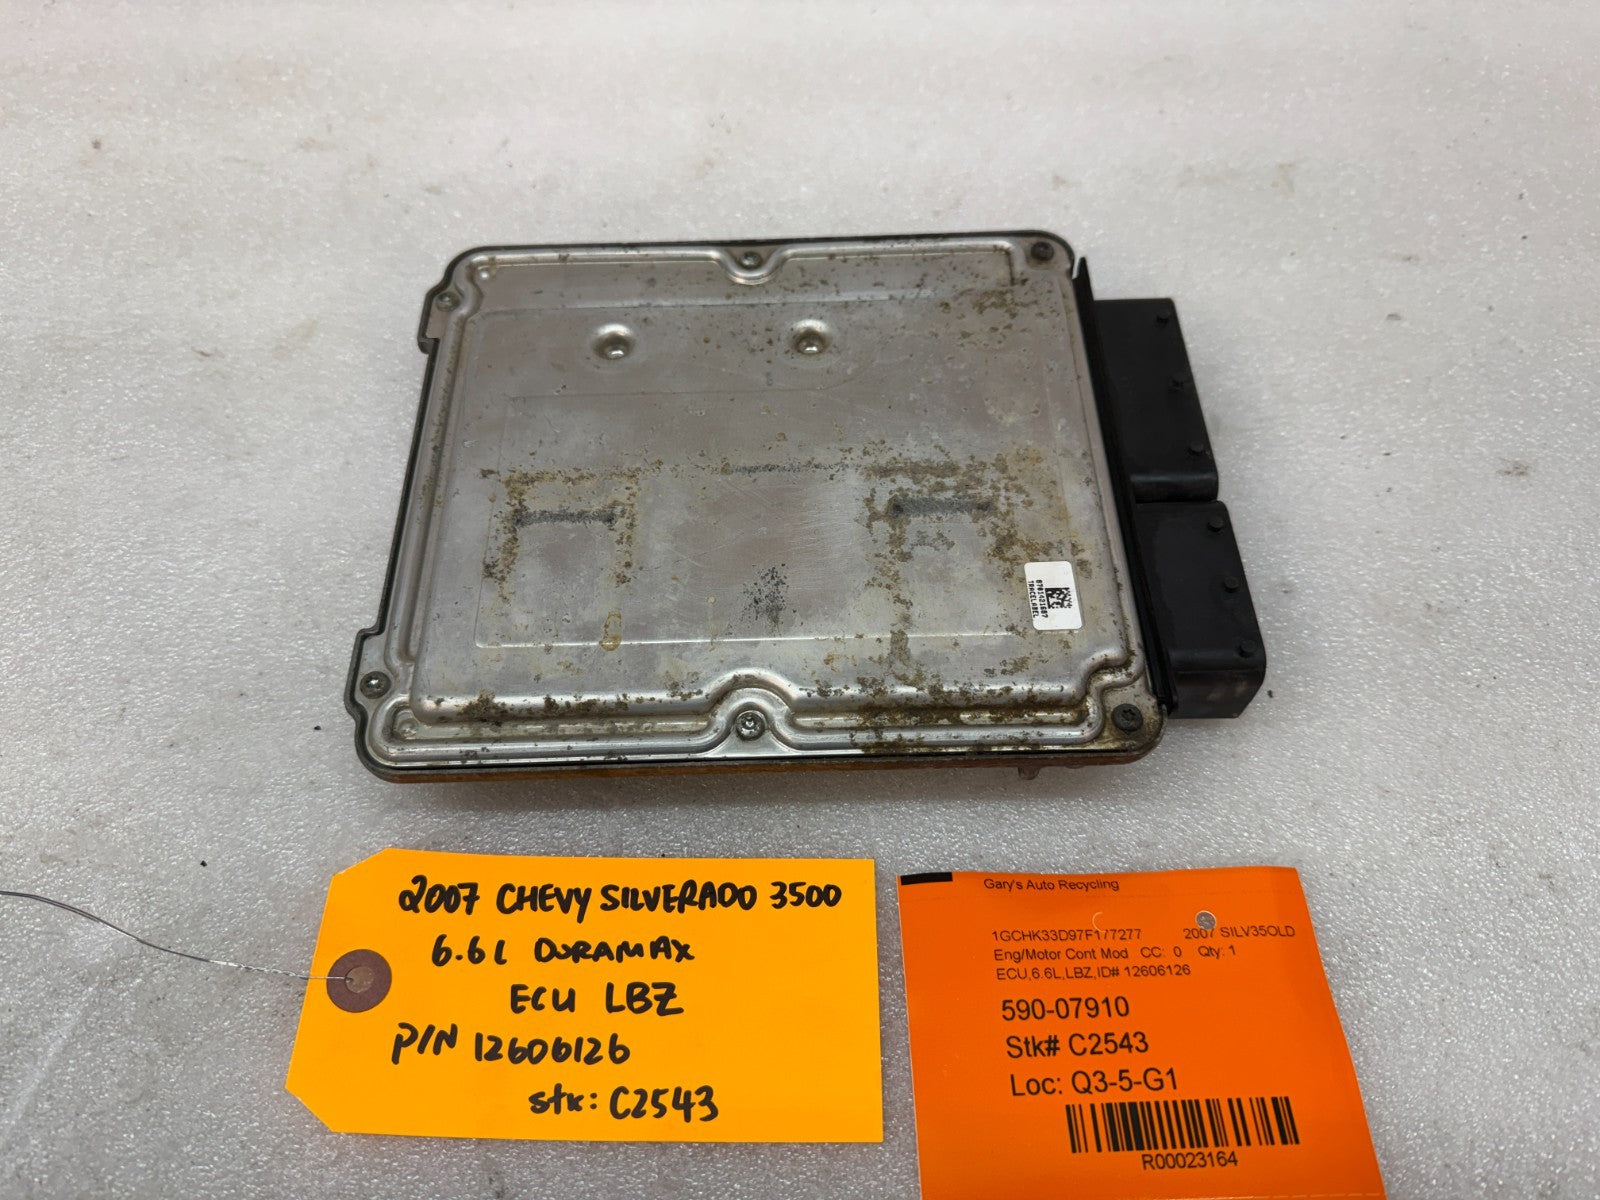 2007 CHEVY SILVERADO 3500
6.6L DURAMAX
ECU LBZ
P/N 12606126
stk: C2543
Gary's Auto Recycling
1GCHK33D97F177277 2007 SILV35OLD
Eng/Motor Cont Mod CC: 0 Qty: 1
ECU,6.6L,LBZ,ID# 12606126
590-07910
Stk# C2543
Loc: Q3-5-G1
R00023164
TRACELABEL